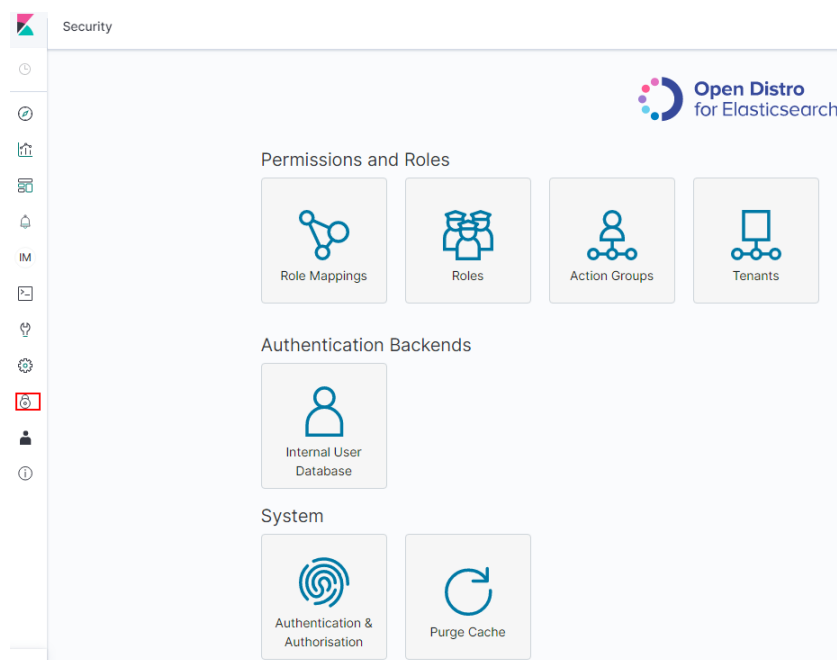 Security
Open Distro
for Elasticsearch
Permissions and Roles
Role Mappings
Roles
Action Groups
Tenants
IM
Authentication Backends
Internal User
Database
System
Authentication &
Authorisation
Purge Cache